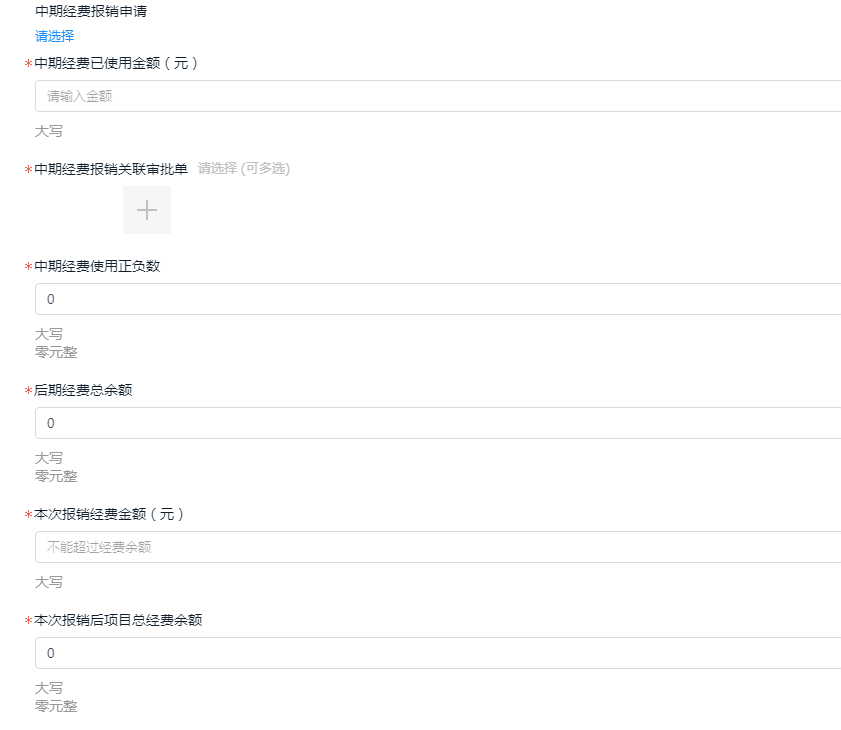 中期经费报销申请
请选择
*中期经费已使用金额（元）
请输入金额
大写
*中期经费报销关联审批单 请选择 (可多选)
*中期经费使用正负数
0
大写
零元整
*后期经费总余额
0
大写
零元整
*本次报销经费金额（元）
不能超过经费余额
大写
*本次报销后项目总经费余额
0
大写
零元整